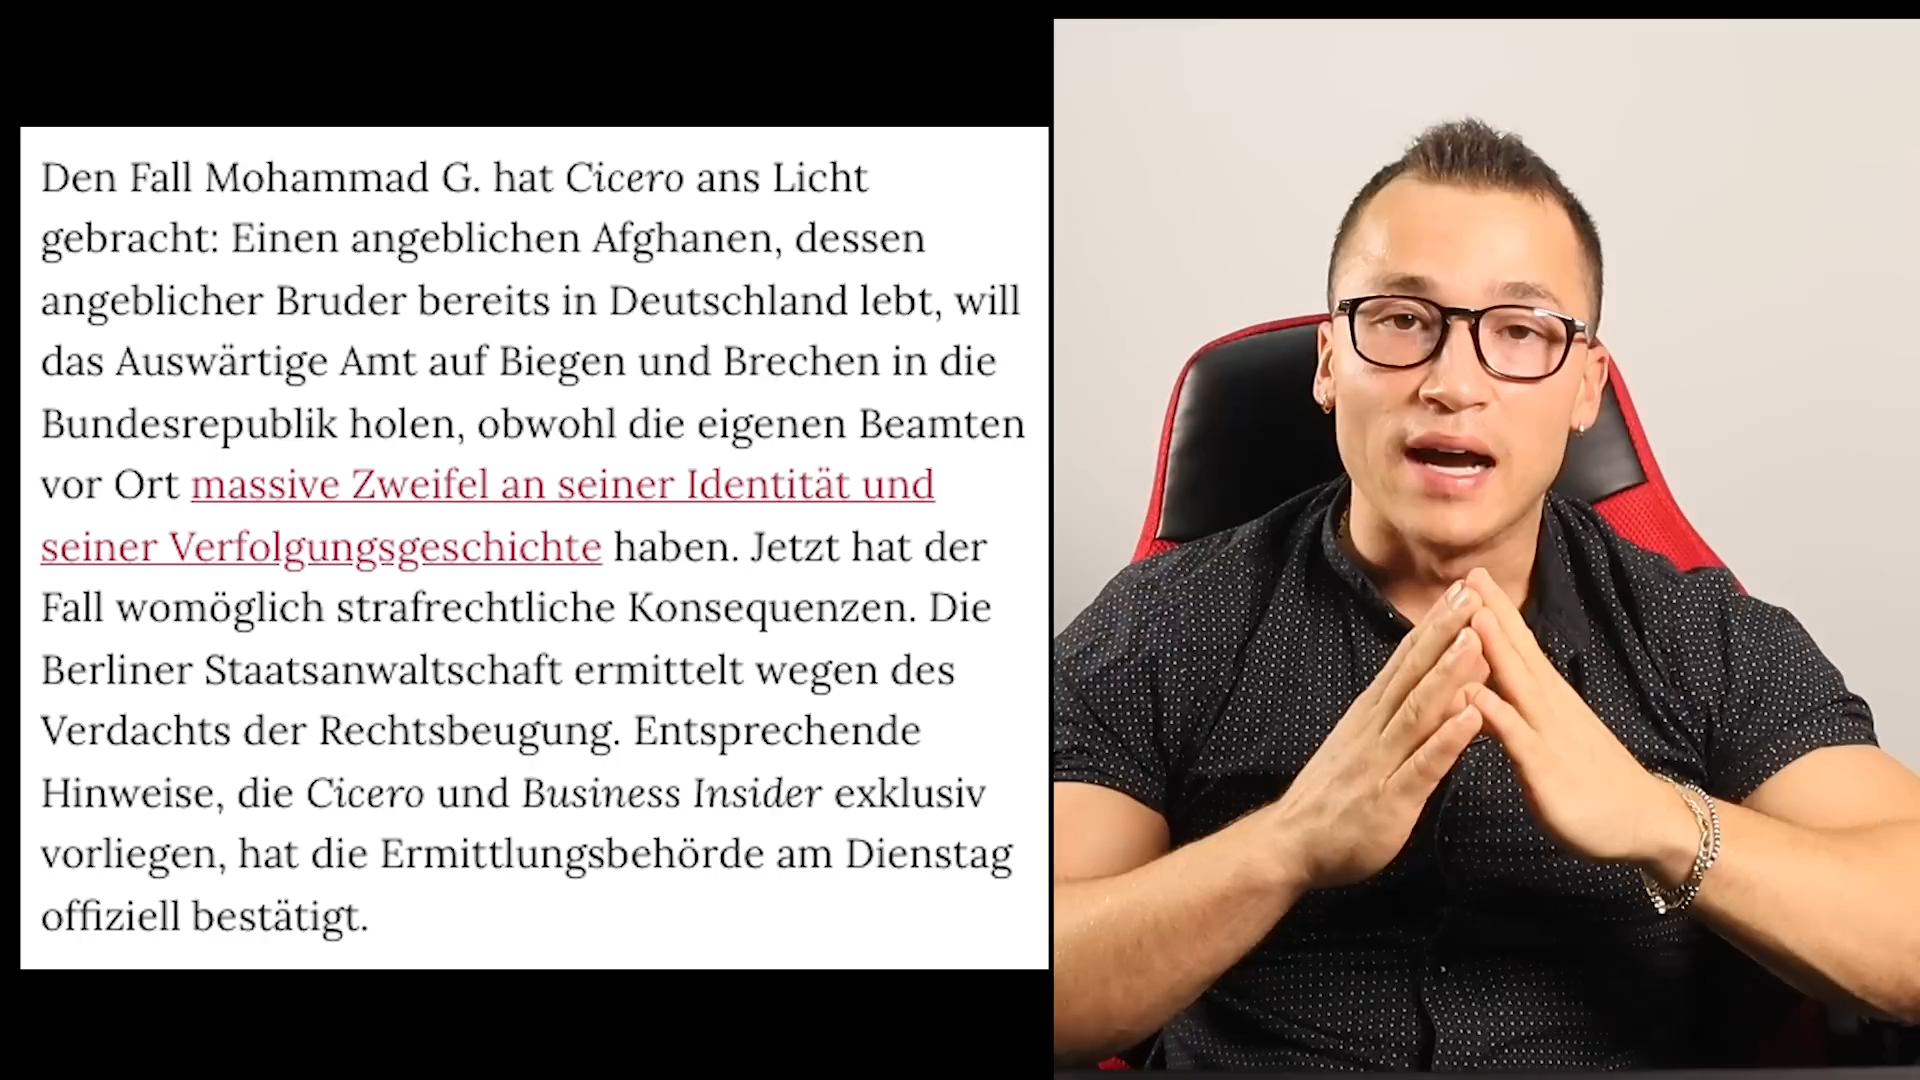 Den Fall Mohammad G. hat Cicero ans Licht
gebracht: Einen angeblichen Afghanen, dessen
angeblicher Bruder bereits in Deutschland lebt, will
das Auswärtige Amt auf Biegen und Brechen in die
Bundesrepublik holen, obwohl die eigenen Beamten
vor Ort massive Zweifel an seiner Identität und
seiner Verfolgungsgeschichte haben. Jetzt hat der
Fall womöglich strafrechtliche Konsequenzen. Die
Berliner Staatsanwaltschaft ermittelt wegen des
Verdachts der Rechtsbeugung. Entsprechende
Hinweise, die Cicero und Business Insider exklusiv
vorliegen, hat die Ermittlungsbehörde am Dienstag
offiziell bestätigt.